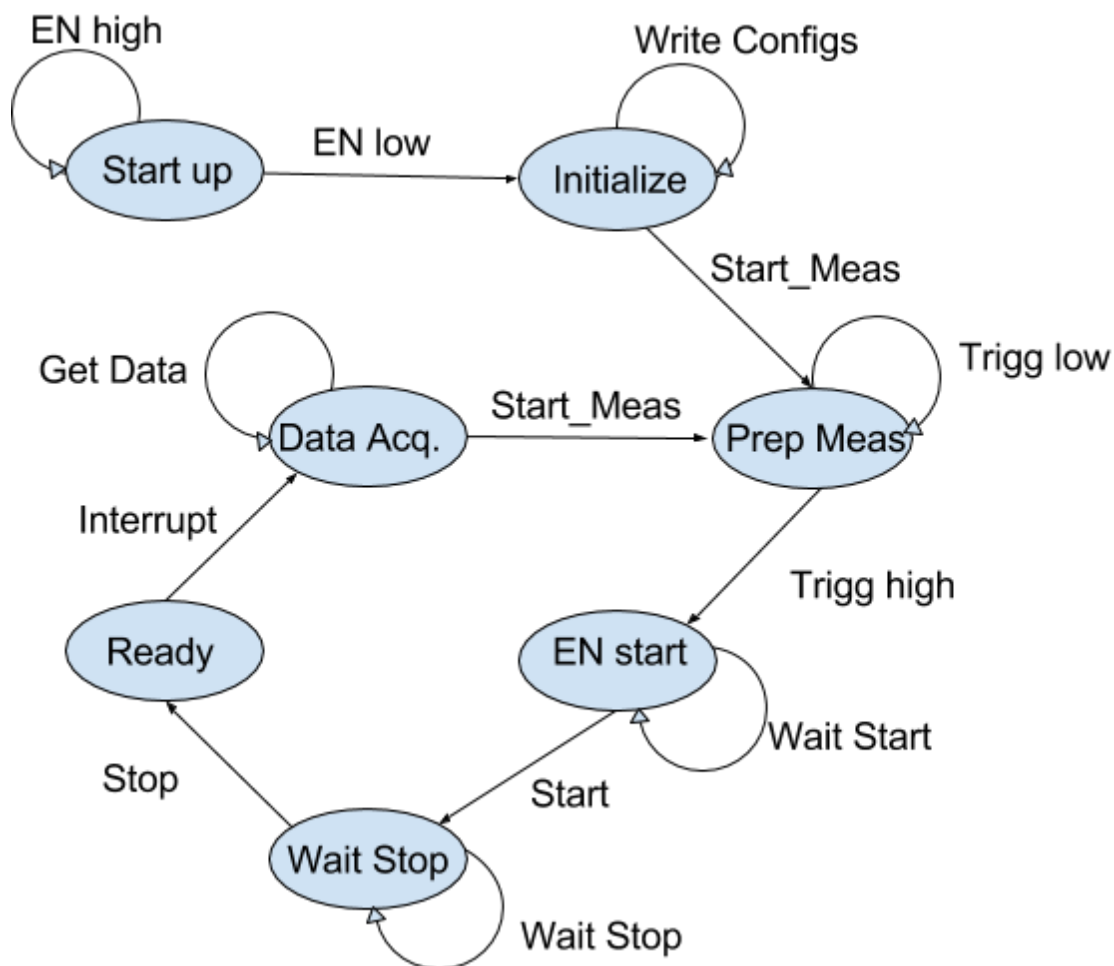 EN high
Write Configs
Start up
EN low
Initialize
Start_Meas
Get Data
Trigg low
Data Acq.
Start_Meas
Prep Meas
Interrupt
Trigg high
Ready
EN start
Wait Start
Stop
Start
Wait Stop
Wait Stop